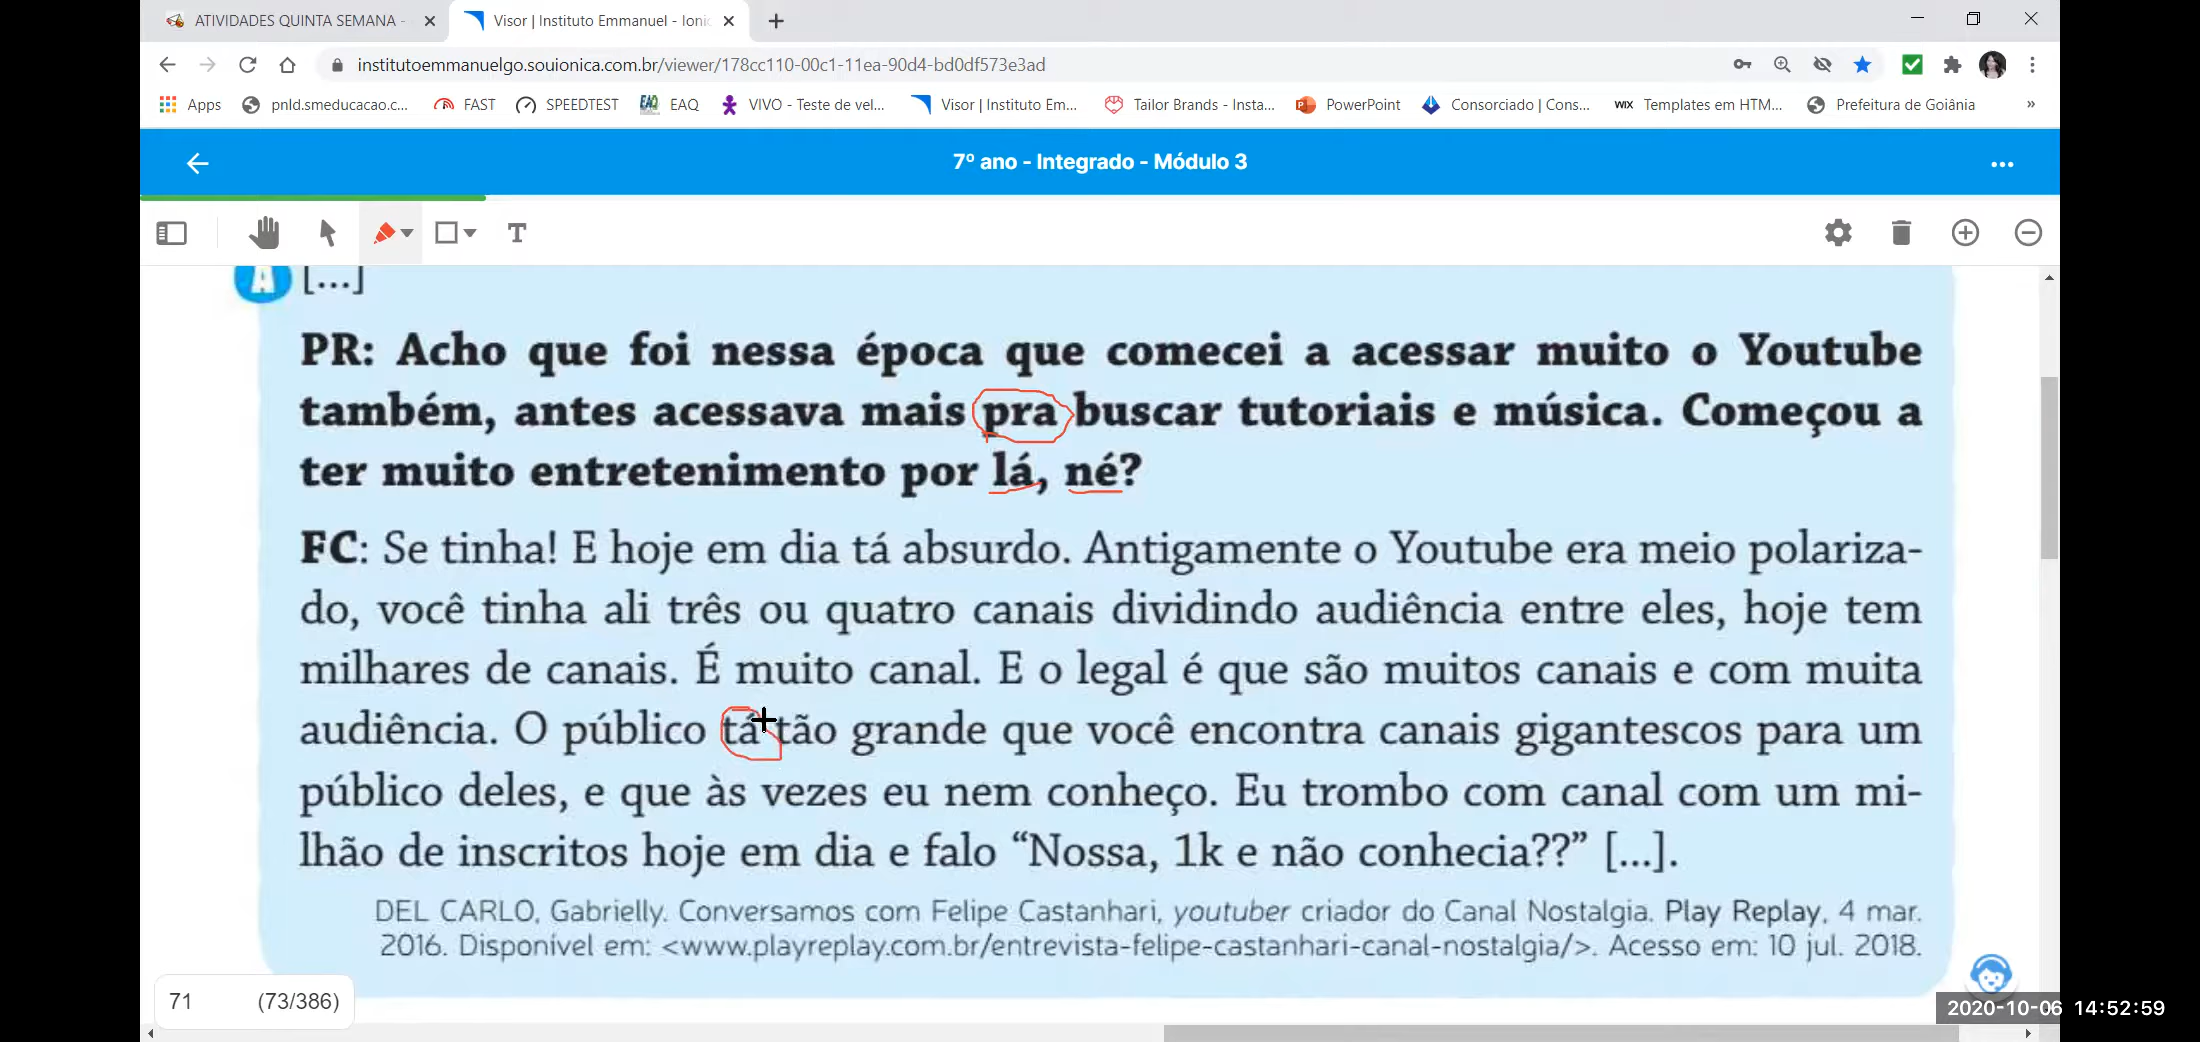 ATIVIDADES QUINTA SEMANA -
Visor | Instituto Emmanuel - Ionic
institutoemmanuelgo.souionica.com.br/viewer/178cc110-00c1-11ea-90d4-bd0df573e3ad
Apps pnld.smeducacao.c... FAST SPEEDTEST EAQ EAQ VIVO - Teste de vel... Visor | Instituto Em... Tailor Brands - Insta... PowerPoint WIX Consorciado | Cons... Templates em HTM... Prefeitura de Goiânia »
7º ano - Integrado - Módulo 3
T
A [...]
PR: Acho que foi nessa época que comecei a acessar muito o Youtube
também, antes acessava mais pra buscar tutoriais e música. Começou a
ter muito entretenimento por lá, né?
FC: Se tinha! E hoje em dia tá absurdo. Antigamente o Youtube era meio polariza-
do, você tinha ali três ou quatro canais dividindo audiência entre eles, hoje tem
milhares de canais. É muito canal. E o legal é que são muitos canais e com muita
audiência. O público tá tão grande que você encontra canais gigantescos para um
público deles, e que às vezes eu nem conheço. Eu trombo com canal com um mi-
lhão de inscritos hoje em dia e falo “Nossa, 1k e não conhecia??” [...].
DEL CARLO, Gabrielly. Conversamos com Felipe Castanhari, youtuber criador do Canal Nostalgia. Play Replay, 4 mar.
2016. Disponível em: <www.playreplay.com.br/entrevista-felipe-castanhari-canal-nostalgia/>. Acesso em: 10 jul. 2018.
71 (73/386)
2020-10-06 14:52:59